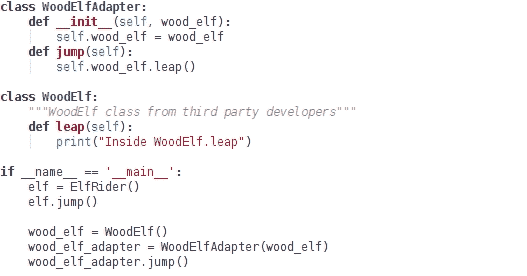 class WoodElfAdapter:
    def __init__(self, wood_elf):
        self.wood_elf = wood_elf
    def jump(self):
        self.wood_elf.leap()

class WoodElf:
    """WoodElf class from third party developers"""
    def leap(self):
        print("Inside WoodElf.leap")

if __name__ == '__main__':
    elf = ElfRider()
    elf.jump()

    wood_elf = WoodElf()
    wood_elf_adapter = WoodElfAdapter(wood_elf)
    wood_elf_adapter.jump()